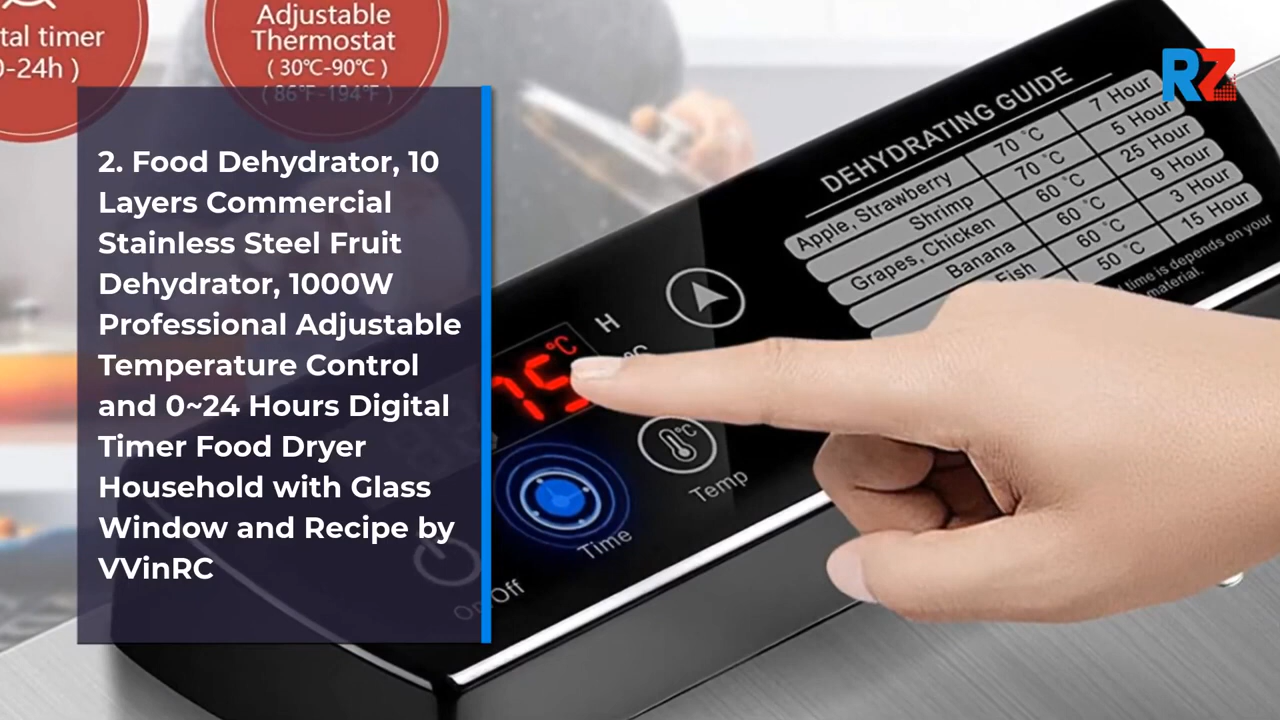 tal timer
0-24h )
Adjustable
Thermostat
( 30℃-90℃ )
( 86℉-194℉ )
RZ
2. Food Dehydrator, 10
Layers Commercial
Stainless Steel Fruit
Dehydrator, 1000W
Professional Adjustable
Temperature Control
and 0~24 Hours Digital
Timer Food Dryer
Household with Glass
Window and Recipe by
VVinRC
DEHYDRATING GUIDE
Apple, Strawberry 70 °C 7 Hour
Shrimp 70 °C 5 Hour
Grapes, Chicken 60 °C 25 Hour
Banana 60 °C 9 Hour
Fish 60 °C 3 Hour
50 °C 15 Hour
time is depends on your
material.
H
75 °C
°C
Temp
Time
On/Off